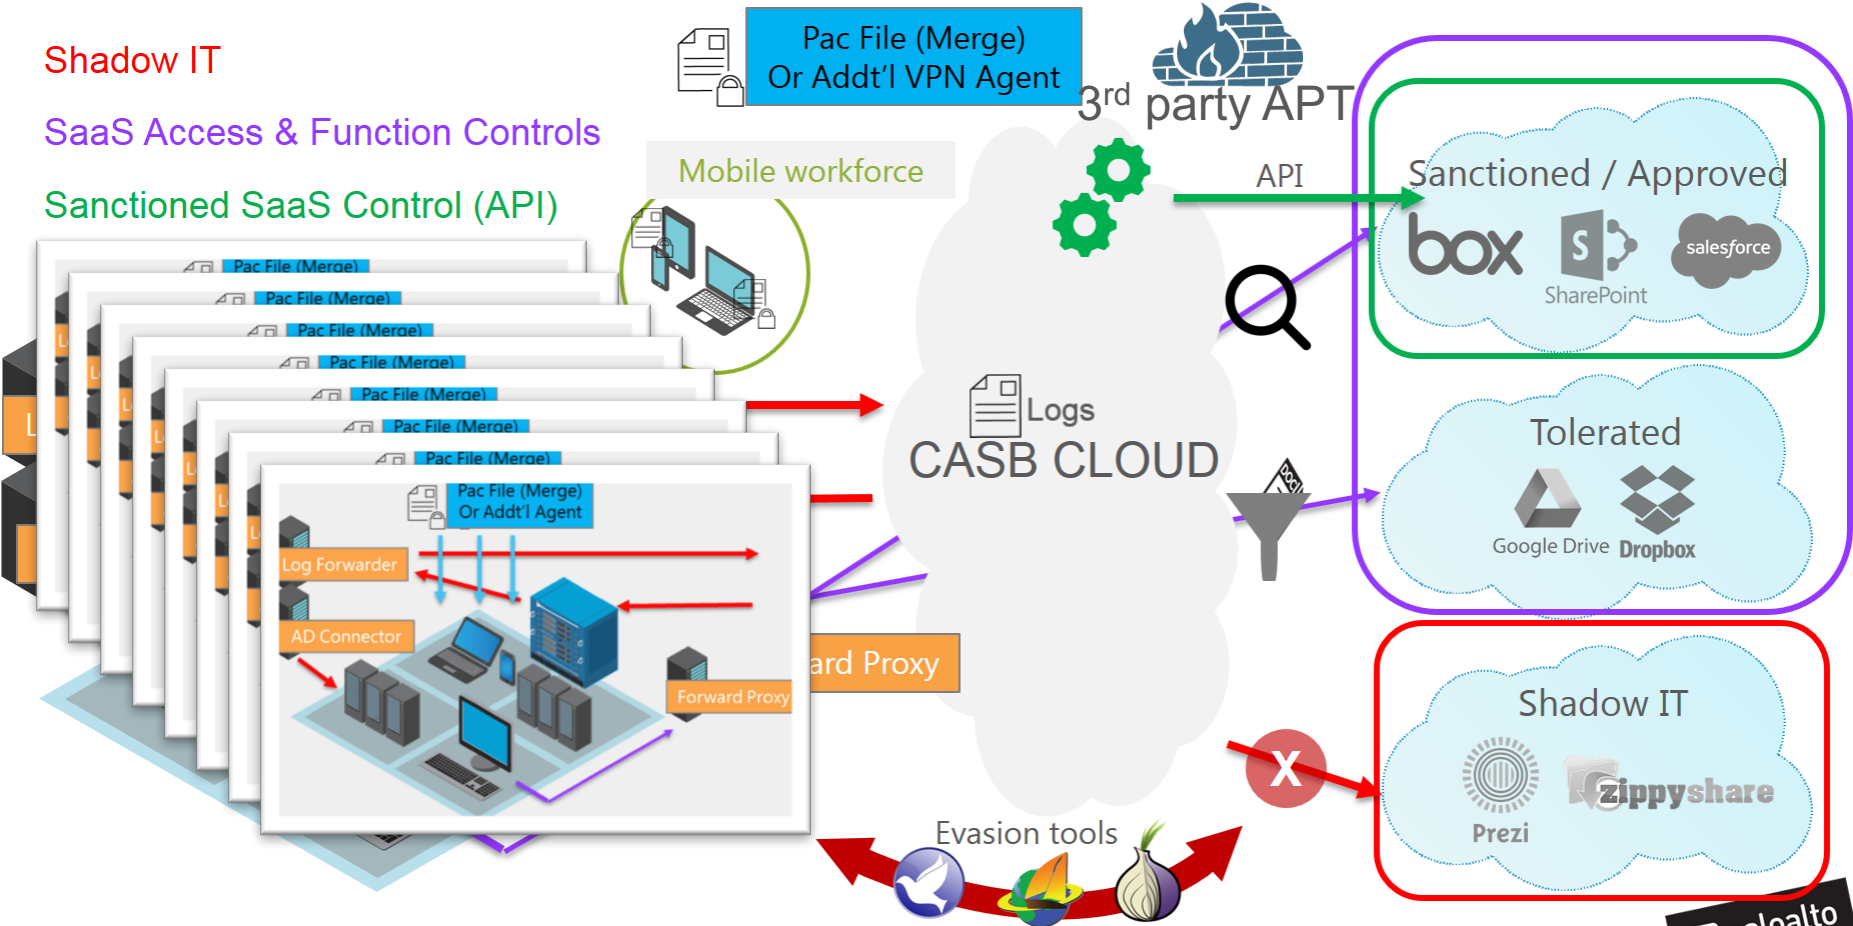 Shadow IT
SaaS Access & Function Controls
Sanctioned SaaS Control (API)
Pac File (Merge)
Or Addt'l VPN Agent
3rd party APT
Mobile workforce
API
Sanctioned / Approved
box
S
SharePoint
salesforce
Pac File (Merge)
Pac File (Merge)
Pac File (Merge)
Pac File (Merge)
Pac File (Merge)
Pac File (Merge)
Pac File (Merge)
Pac File (Merge)
Or Addt'l Agent
Log Forwarder
AD Connector
Forward Proxy
ard Proxy
Logs
CASB CLOUD
Tolerated
Google Drive
Dropbox
Shadow IT
X
Prezi
zippyshare
Evasion tools